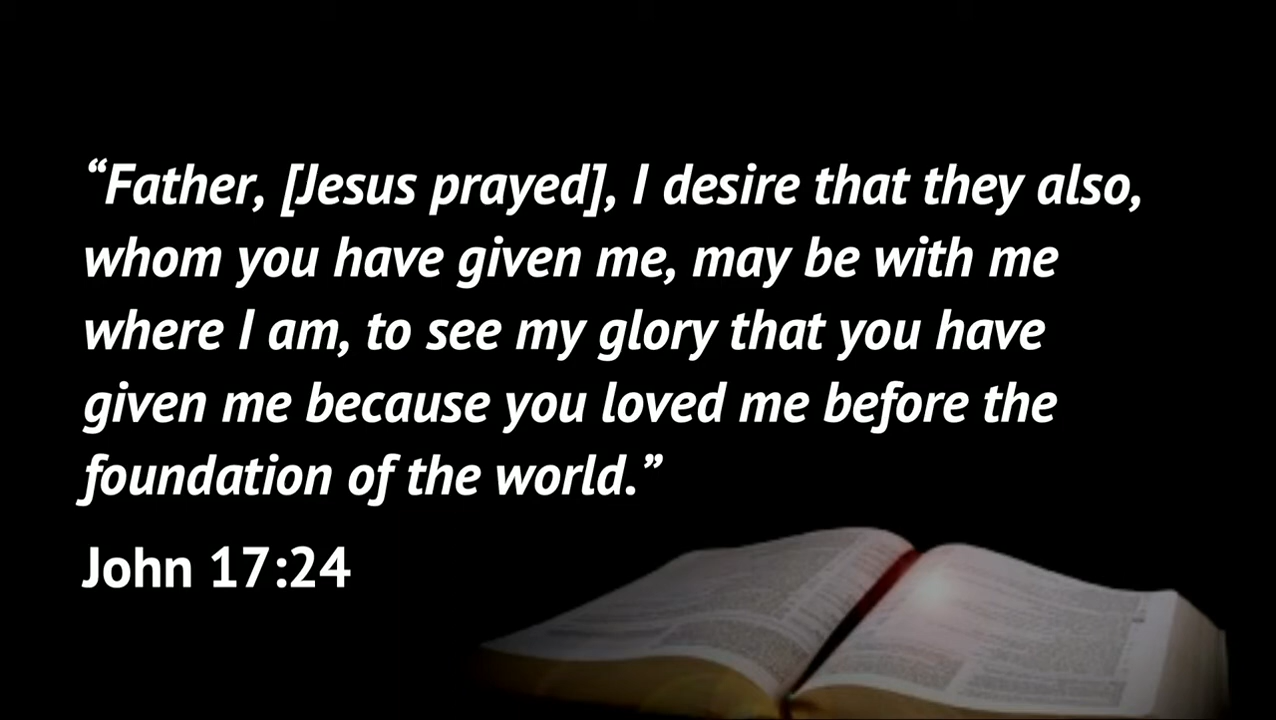 “Father, [Jesus prayed], I desire that they also,
whom you have given me, may be with me
where I am, to see my glory that you have
given me because you loved me before the
foundation of the world.”
John 17:24